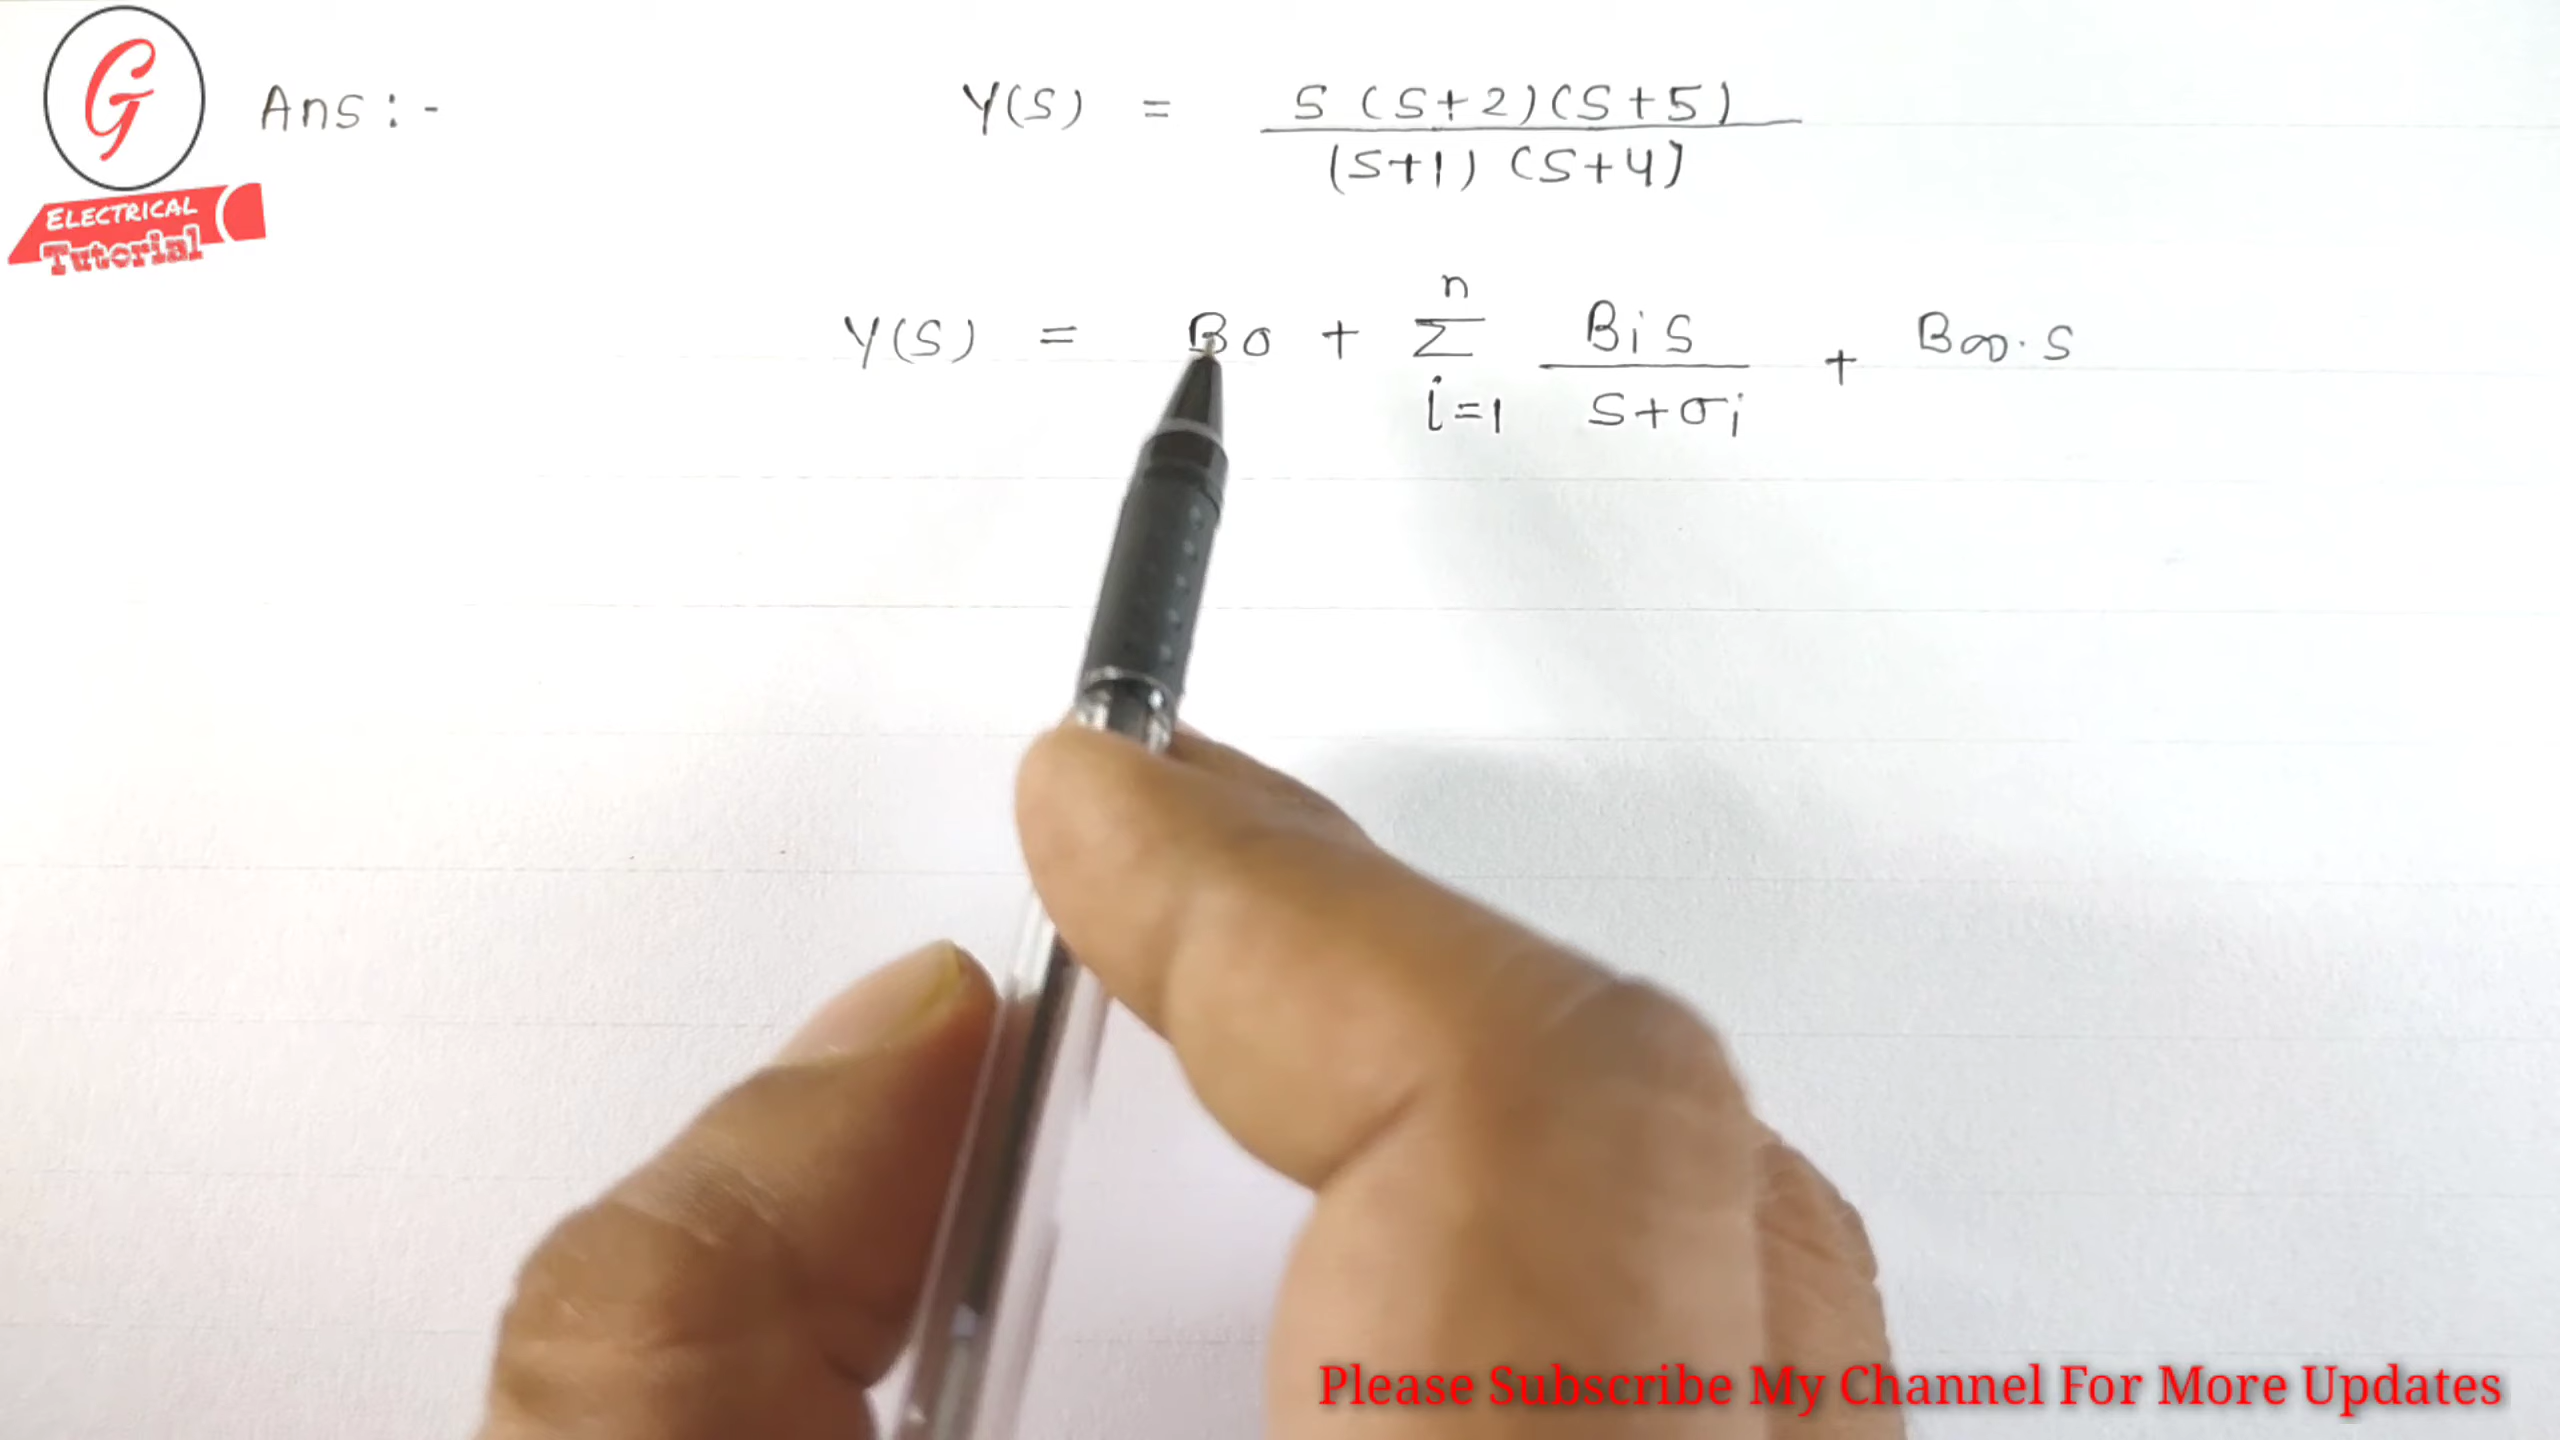 G
ELECTRICAL
Tutorial
Ans :-
Y(S) = S (S+2)(S+5)
(S+1) (S+4)
Y(S) = B0 + n Σ i=1 BiS / S+σi + B∞.S
Please Subscribe My Channel For More Updates